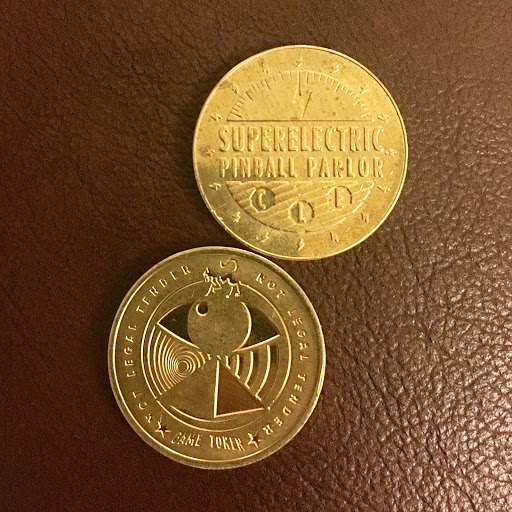 SUPERELECTRIC
PINBALL PARLOR
C L E
NOT LEGAL TENDER
NOT LEGAL TENDER
GAME TOKEN